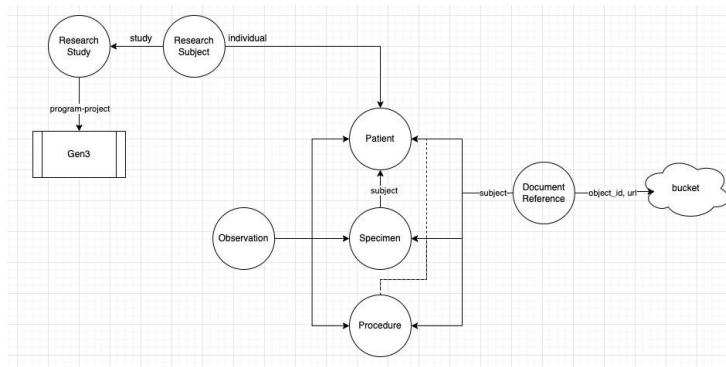 Research
Study
study
Research
Subject
individual
program-project
Gen3
Patient
subject
Observation
Specimen
Procedure
subject
Document
Reference
object_id, url
bucket